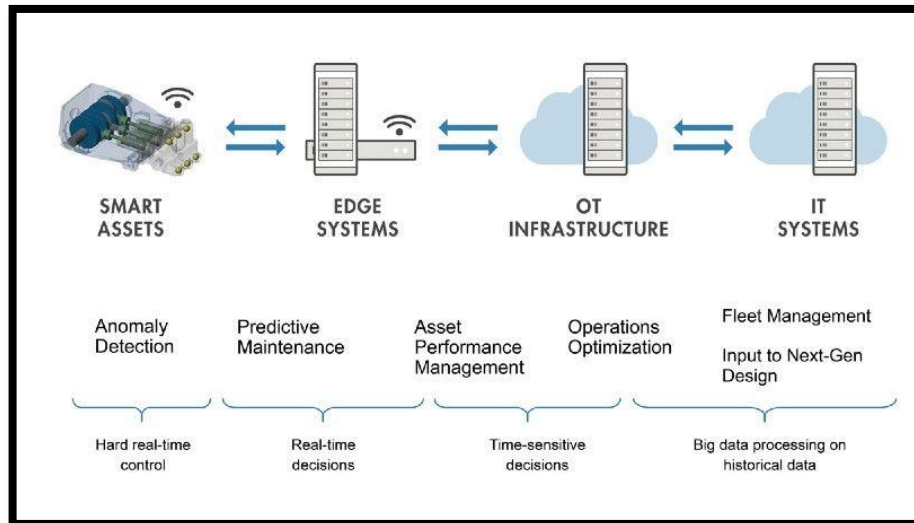 SMART
ASSETS
EDGE
SYSTEMS
OT
INFRASTRUCTURE
IT
SYSTEMS
Anomaly
Detection
Predictive
Maintenance
Asset
Performance
Management
Operations
Optimization
Fleet Management
Input to Next-Gen
Design
Hard real-time
control
Real-time
decisions
Time-sensitive
decisions
Big data processing on
historical data